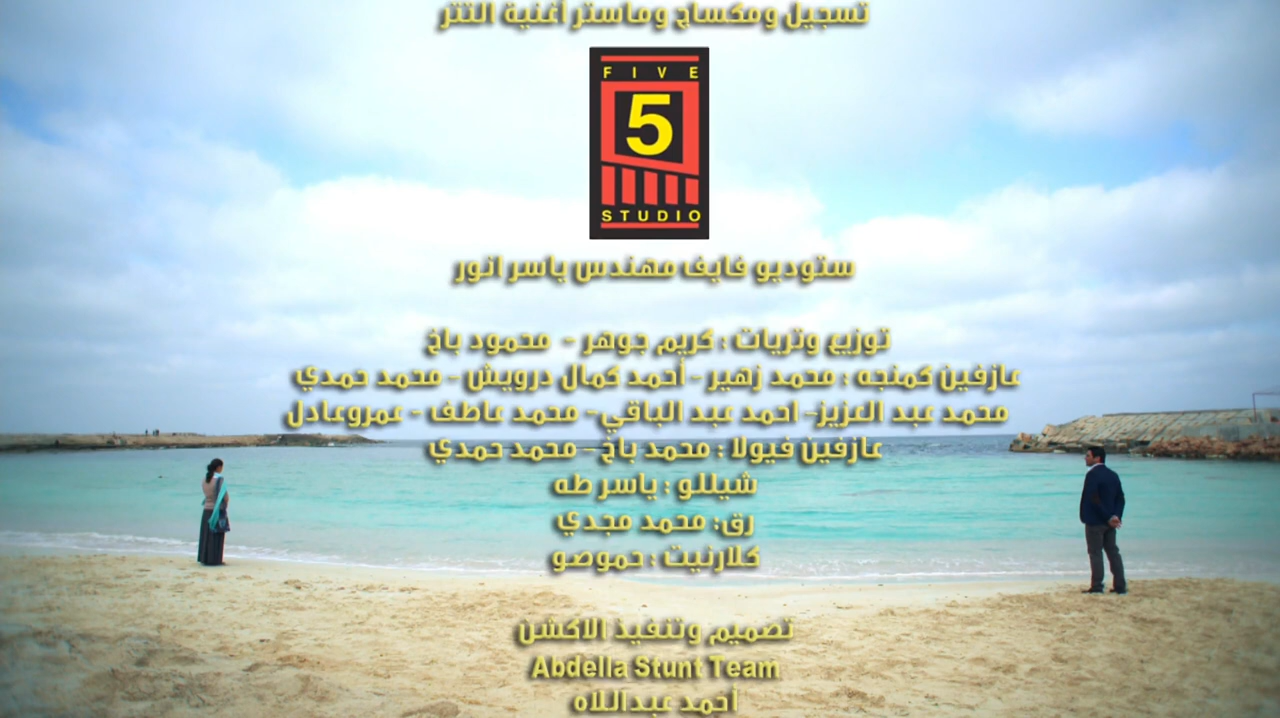 تسجيل ومكساج وماستر أغنية التتر
FIVE
5
STUDIO
ستوديو فايف مهندس ياسر انور
توزيع وتريات : كريم جوهر - محمود باخ
عازفين كمنجه : محمد زهير - أحمد كمال درويش - محمد حمدي
محمد عبد العزيز- احمد عبد الباقي- محمد عاطف - عمروعادل
عازفين فيولا : محمد باخ - محمد حمدي
شيللو : ياسر طه
رق: محمد مجدي
كلارنيت : حموصو
تصميم وتنفيذ الاكشن
Abdella Stunt Team
أحمد عبداللاه